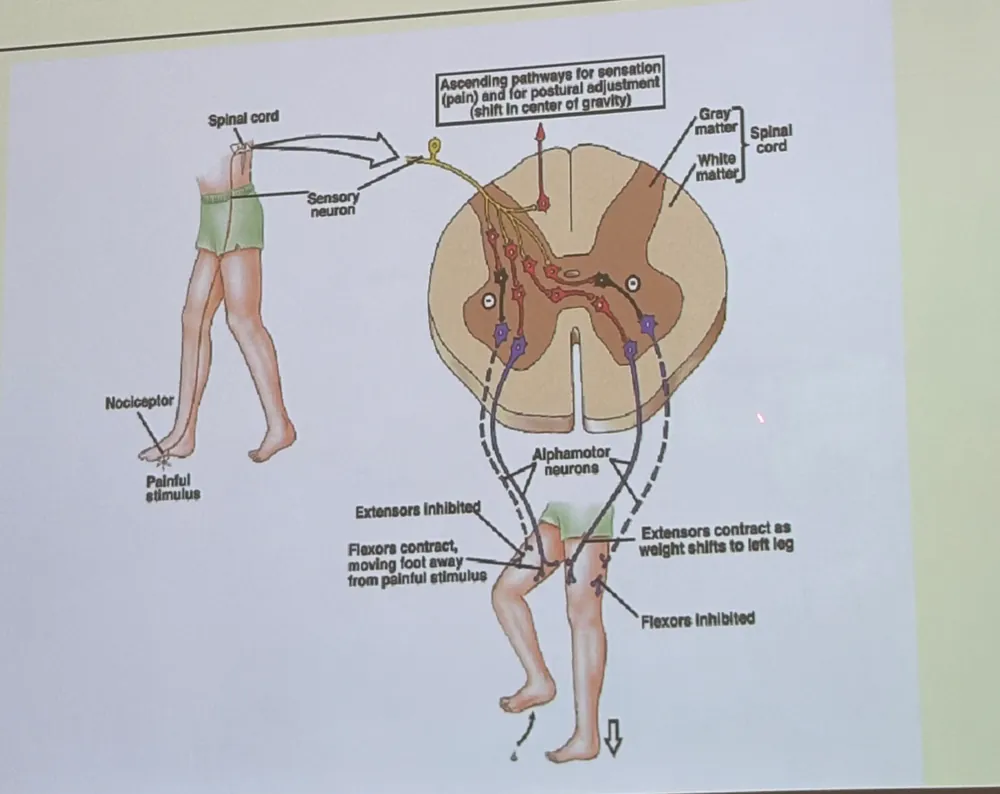 Ascending pathways for sensation
(pain) and for postural adjustment
(shift in center of gravity)
Spinal cord
Gray
matter
White
matter
Spinal
cord
Sensory
neuron
Nociceptor
Painful
stimulus
Alphamotor
neurons
Extensors inhibited
Flexors contract,
moving foot away
from painful stimulus
Extensors contract as
weight shifts to left leg
Flexors inhibited